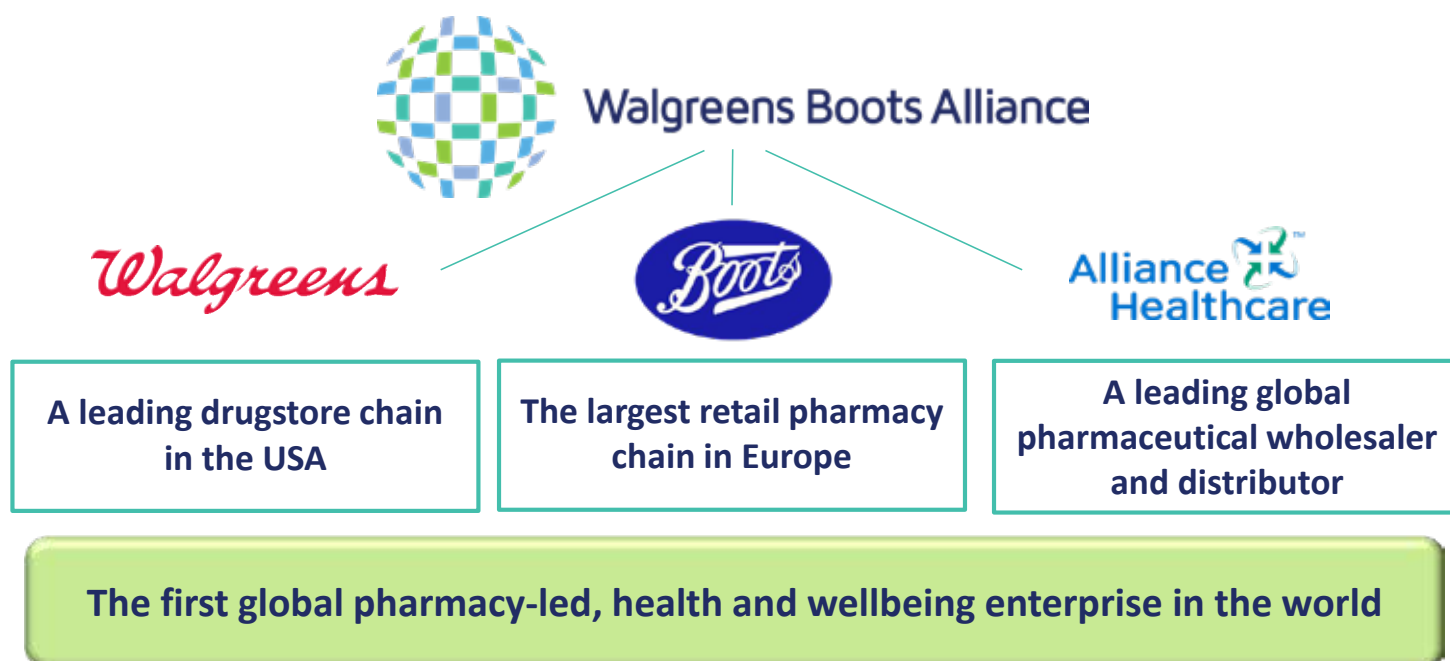 Walgreens Boots Alliance
Walgreens
Boots
Alliance
Healthcare
TM
A leading drugstore chain
in the USA
The largest retail pharmacy
chain in Europe
A leading global
pharmaceutical wholesaler
and distributor
The first global pharmacy-led, health and wellbeing enterprise in the world